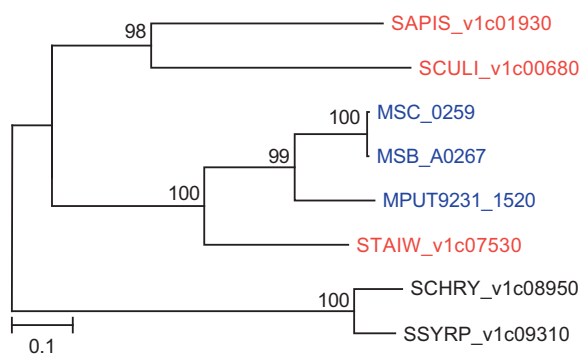 SAPIS_v1c01930
98
SCULI_v1c00680
MSC_0259
100
MSB_A0267
99
MPUT9231_1520
100
STAIW_v1c07530
SCHRY_v1c08950
100
SSYRP_v1c09310
0.1